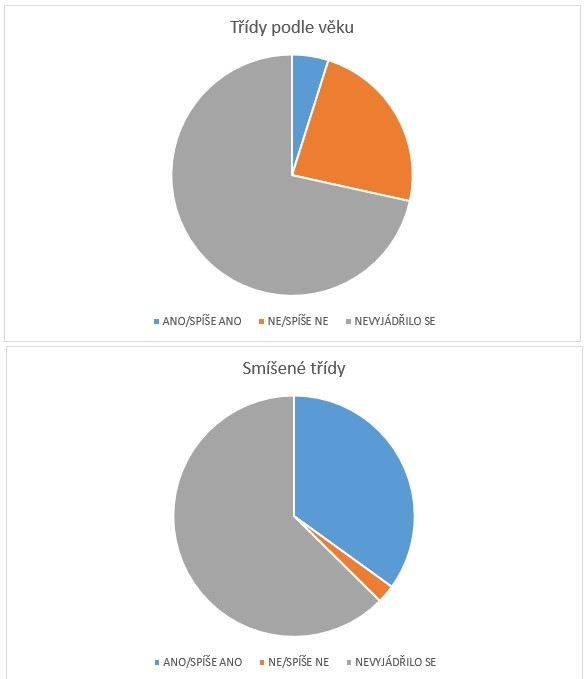 Třídy podle věku
ANO/SPÍŠE ANO NE/SPÍŠE NE NEVYJÁDŘILO SE
Smíšené třídy
ANO/SPÍŠE ANO NE/SPÍŠE NE NEVYJÁDŘILO SE